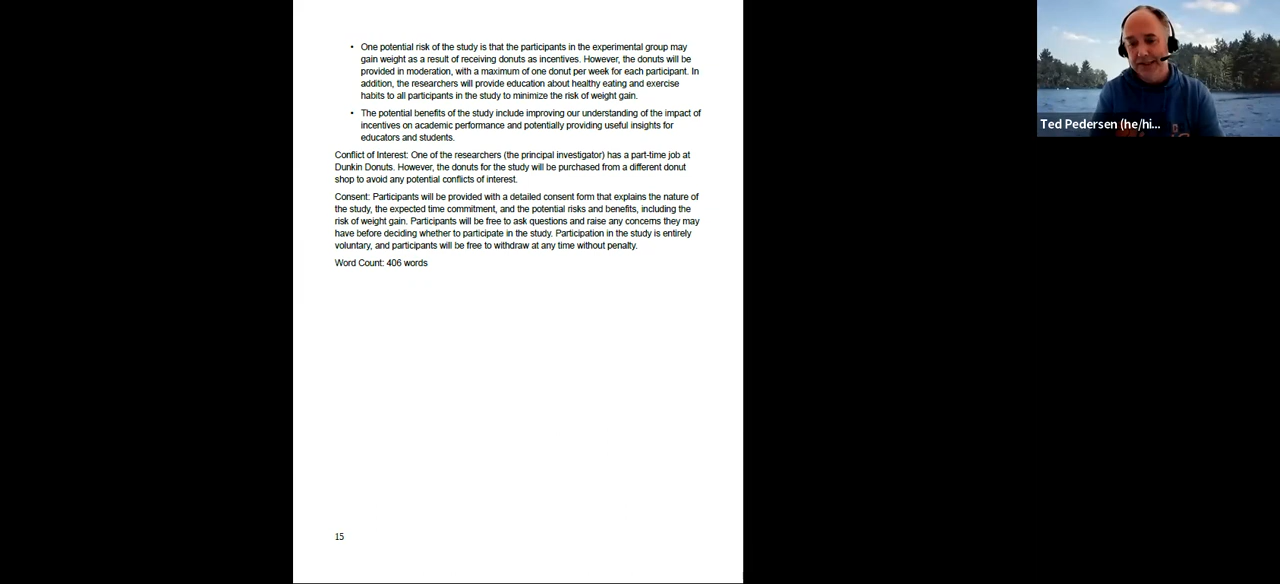 • One potential risk of the study is that the participants in the experimental group may
gain weight as a result of receiving donuts as incentives. However, the donuts will be
provided in moderation, with a maximum of one donut per week for each participant. In
addition, the researchers will provide education about healthy eating and exercise
habits to all participants in the study to minimize the risk of weight gain.
• The potential benefits of the study include improving our understanding of the impact of
incentives on academic performance and potentially providing useful insights for
educators and students.
Conflict of Interest: One of the researchers (the principal investigator) has a part-time job at
Dunkin Donuts. However, the donuts for the study will be purchased from a different donut
shop to avoid any potential conflicts of interest.
Consent: Participants will be provided with a detailed consent form that explains the nature of
the study, the expected time commitment, and the potential risks and benefits, including the
risk of weight gain. Participants will be free to ask questions and raise any concerns they may
have before deciding whether to participate in the study. Participation in the study is entirely
voluntary, and participants will be free to withdraw at any time without penalty.
Word Count: 406 words
15
Ted Pedersen (he/hi...